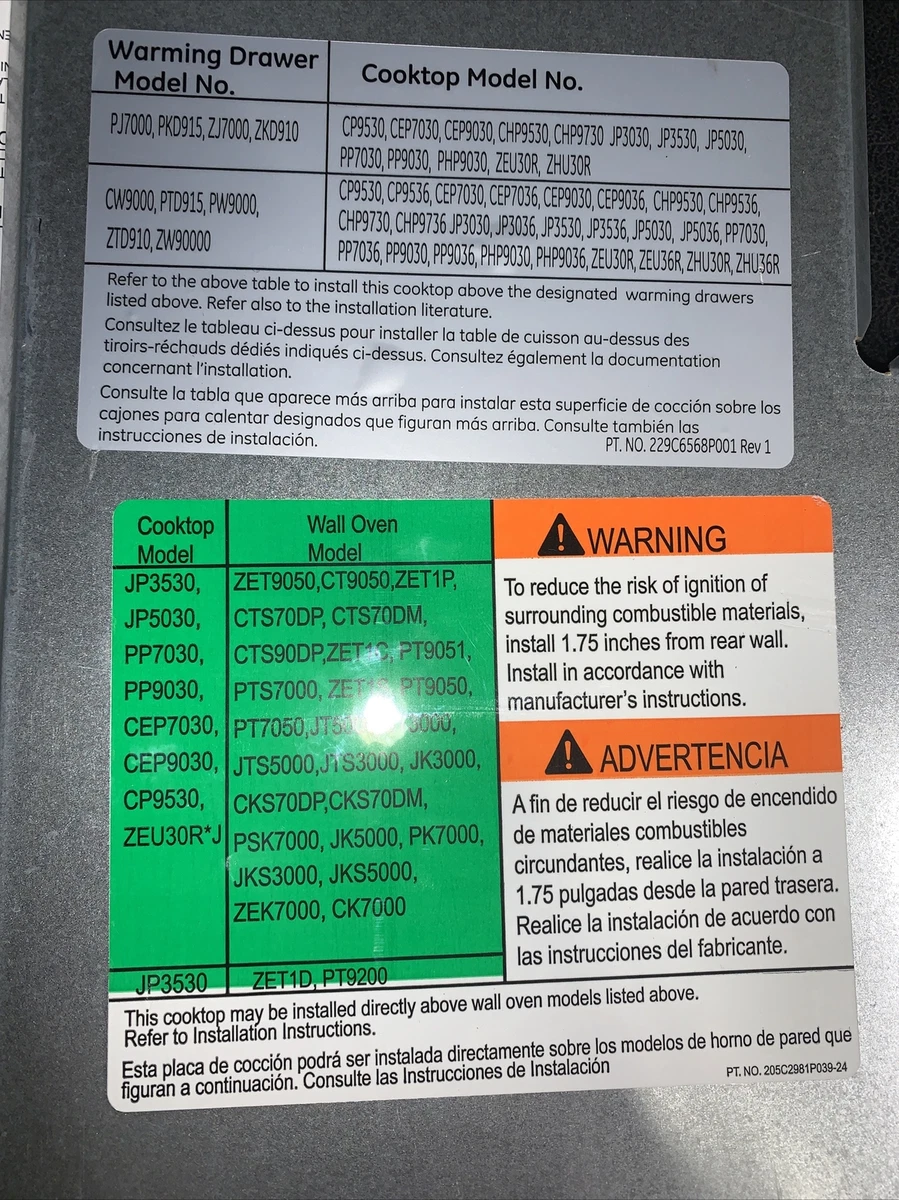 Warming Drawer
Model No.
Cooktop Model No.
PJ7000, PKD915, ZJ7000, ZKD910
CP9530, CEP7030, CEP9030, CHP9530, CHP9730 JP3030, JP3530, JP5030,
PP7030, PP9030, PHP9030, ZEU30R, ZHU30R
CW9000, PTD915, PW9000,
ZTD910, ZW90000
CP9530, CP9536, CEP7030, CEP7036, CEP9030, CEP9036, CHP9530, CHP9536,
CHP9730, CHP9736 JP3030, JP3036, JP3530, JP3536, JP5030, JP5036, PP7030,
PP7036, PP9030, PP9036, PHP9030, PHP9036, ZEU30R, ZEU36R, ZHU30R, ZHU36R
Refer to the above table to install this cooktop above the designated warming drawers
listed above. Refer also to the installation literature.
Consultez le tableau ci-dessus pour installer la table de cuisson au-dessus des
tiroirs-réchauds dédiés indiqués ci-dessus. Consultez également la documentation
concernant l'installation.
Consulte la tabla que aparece más arriba para instalar esta superficie de cocción sobre los
cajones para calentar designados que figuran más arriba. Consulte también las
instrucciones de instalación.
PT. NO. 229C6568P001 Rev 1
Cooktop
Model
Wall Oven
Model
JP3530,
JP5030,
PP7030,
PP9030,
CEP7030,
CEP9030,
CP9530,
ZEU30R*J
ZET9050,CT9050,ZET1P,
CTS70DP, CTS70DM,
CTS90DP, PT9051,
PTS7000, PT9050,
PT7050,
JTS5000,JTS3000, JK3000,
CKS70DP,CKS70DM,
PSK7000, JK5000, PK7000,
JKS3000, JKS5000,
ZEK7000, CK7000
JP3530
ZET1D, PT9200
WARNING
To reduce the risk of ignition of
surrounding combustible materials,
install 1.75 inches from rear wall.
Install in accordance with
manufacturer's instructions.
ADVERTENCIA
A fin de reducir el riesgo de encendido
de materiales combustibles
circundantes, realice la instalación a
1.75 pulgadas desde la pared trasera.
Realice la instalación de acuerdo con
las instrucciones del fabricante.
This cooktop may be installed directly above wall oven models listed above.
Refer to Installation Instructions.
Esta placa de cocción podrá ser instalada directamente sobre los modelos de horno de pared que
figuran a continuación. Consulte las Instrucciones de Instalación
PT. NO. 205C2981P039-24